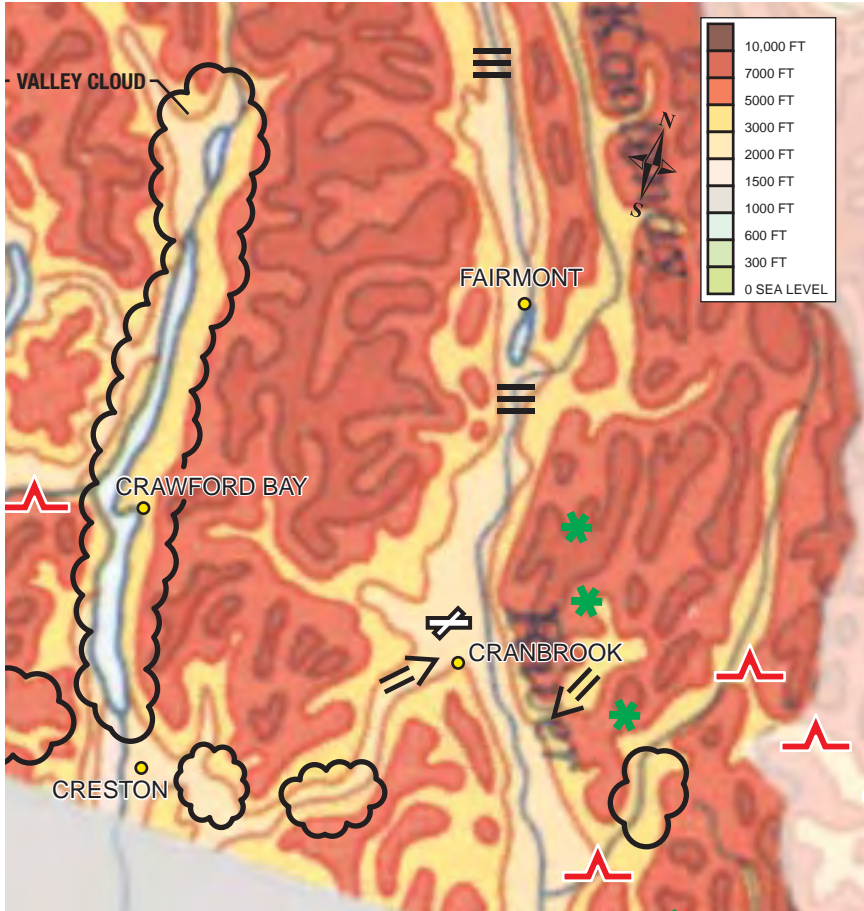 - VALLEY CLOUD -
10,000 FT
7000 FT
5000 FT
3000 FT
2000 FT
1500 FT
1000 FT
600 FT
300 FT
0 SEA LEVEL
N
S
FAIRMONT
CRAWFORD BAY
CRANBROOK
CRESTON